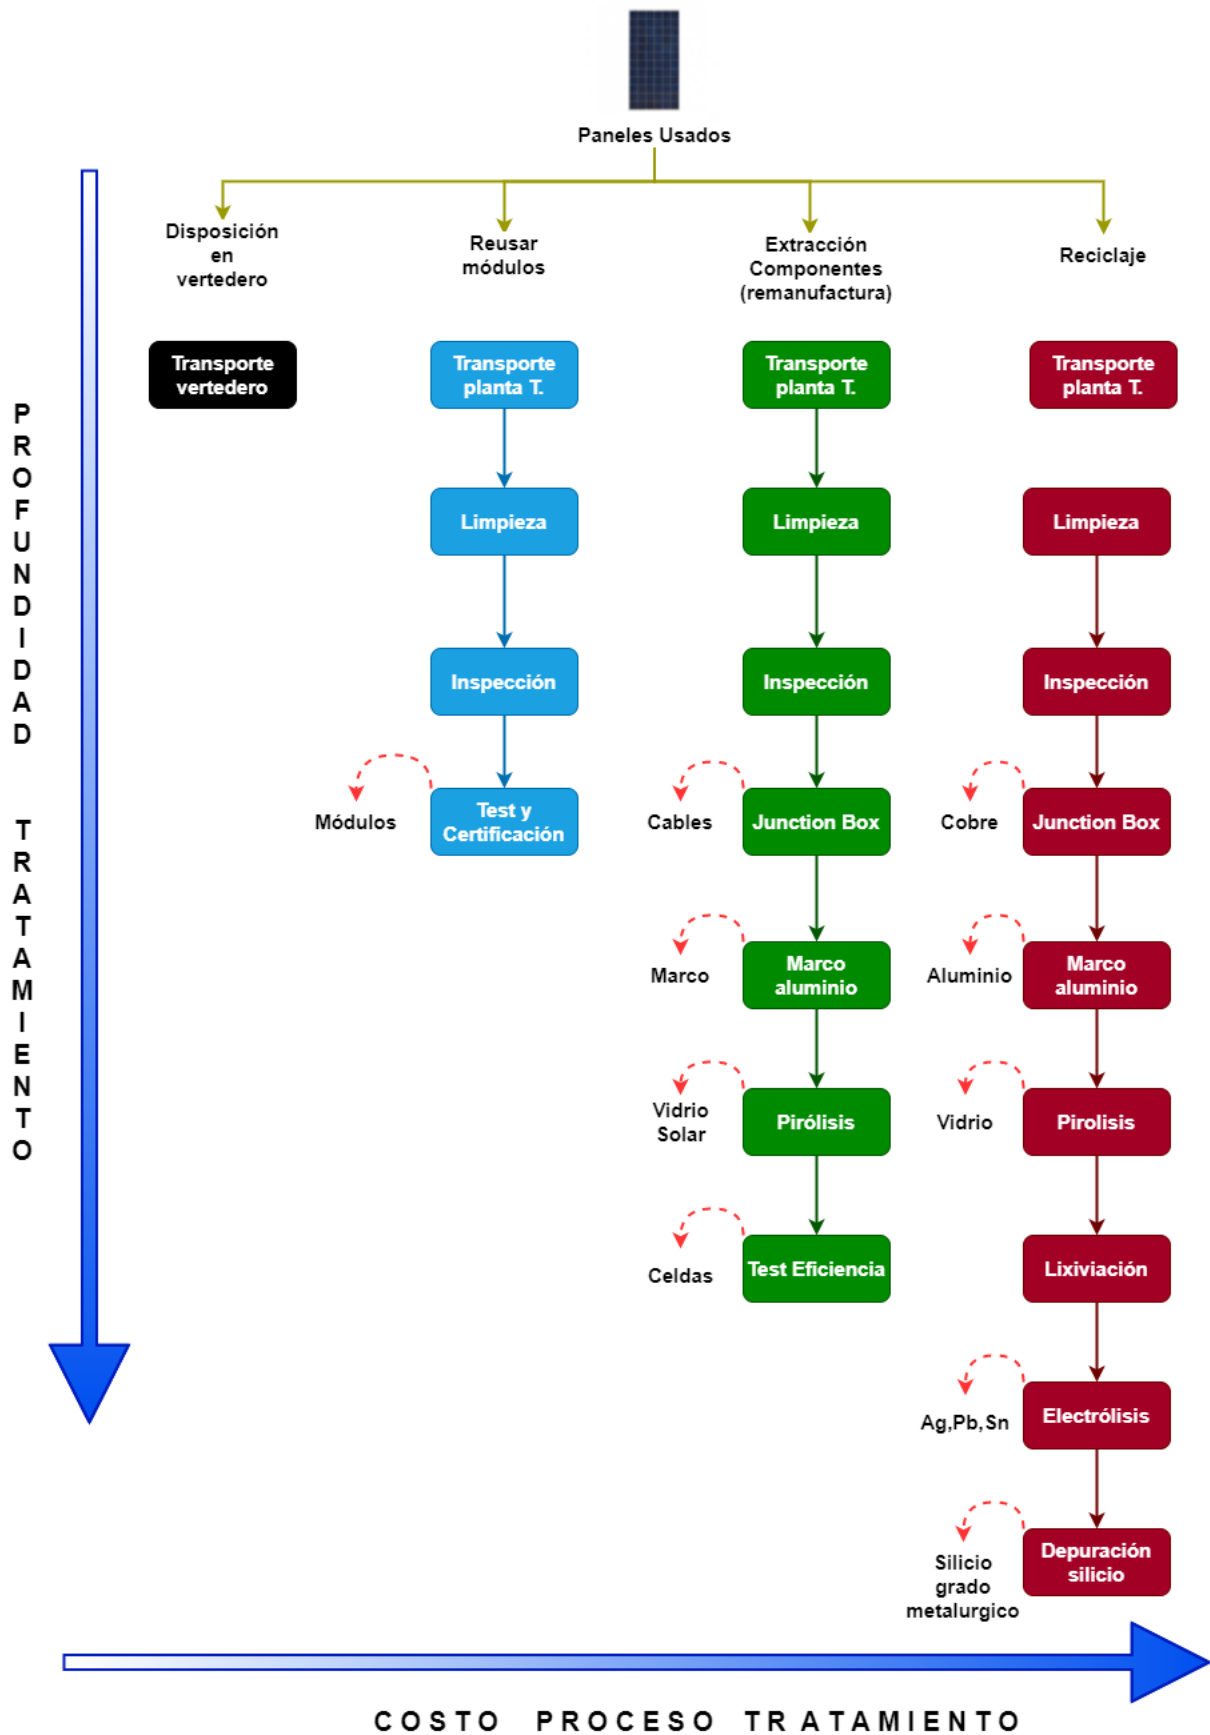 Paneles Usados
Disposición
en
vertedero
Reusar
módulos
Extracción
Componentes
(remanufactura)
Reciclaje
Transporte
vertedero
Transporte
planta T.
Transporte
planta T.
Transporte
planta T.
Limpieza
Limpieza
Limpieza
Inspección
Inspección
Inspección
Módulos
Test y
Certificación
Cables
Junction Box
Cobre
Junction Box
Marco
Marco
aluminio
Aluminio
Marco
aluminio
Vidrio
Solar
Pirólisis
Vidrio
Pirolisis
Celdas
Test Eficiencia
Lixiviación
Ag,Pb,Sn
Electrólisis
Silicio
grado
metalurgico
Depuración
silicio
PROFUNDIDAD TRATAMIENTO
COSTO PROCESO TRATAMIENTO